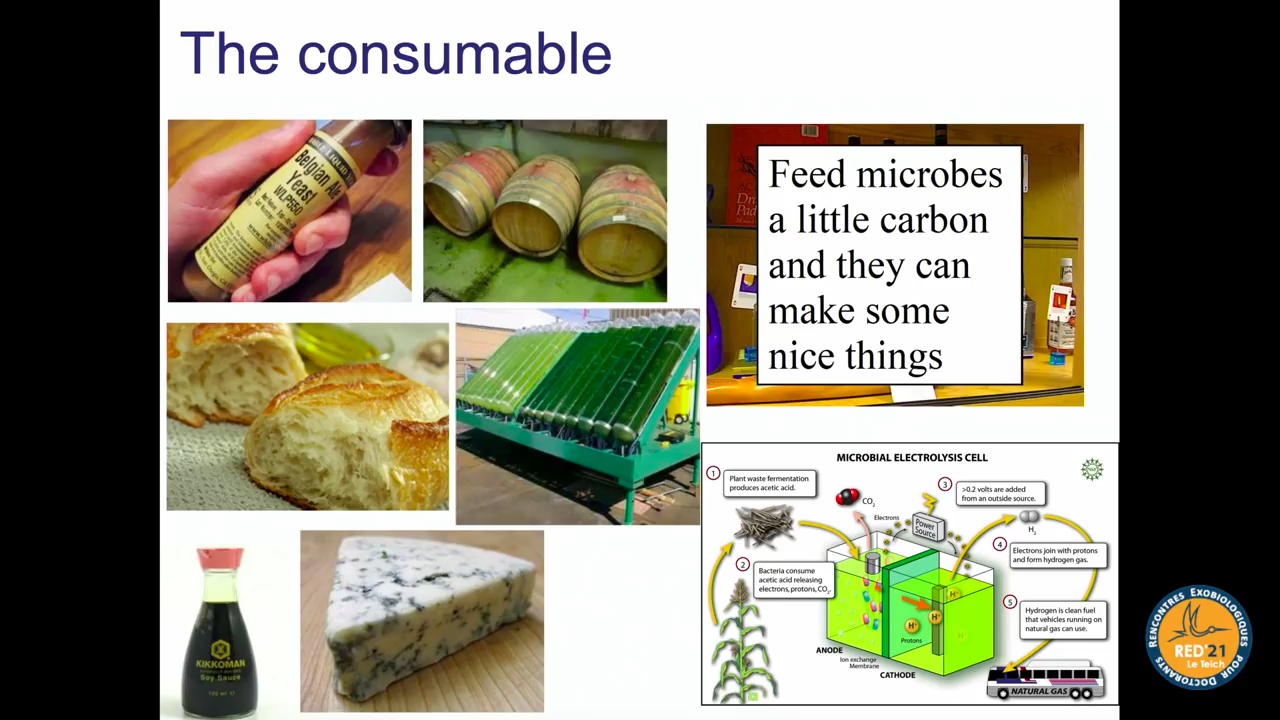 The consumable
Belgian Ale
Yeast
WLP550
Feed microbes
a little carbon
and they can
make some
nice things
MICROBIAL ELECTROLYSIS CELL
1
Plant waste fermentation
produces acetic acid.
CO2
Electrons
Power
Source
3
>0.2 volts are added
from an outside source.
H2
4
Electrons join with protons
and form hydrogen gas.
2
Bacteria consume
acetic acid releasing
electrons, protons, CO2.
H+
H+
H+
H+
Protons
5
Hydrogen is clean fuel
that vehicles running on
natural gas can use.
ANODE
Ion exchange
Membrane
CATHODE
NATURAL GAS
KIKKOMAN
Soy Sauce
RENCONTRES EXOBIOLOGIQUES POUR DOCTORANTS
RED'21
Le Teich